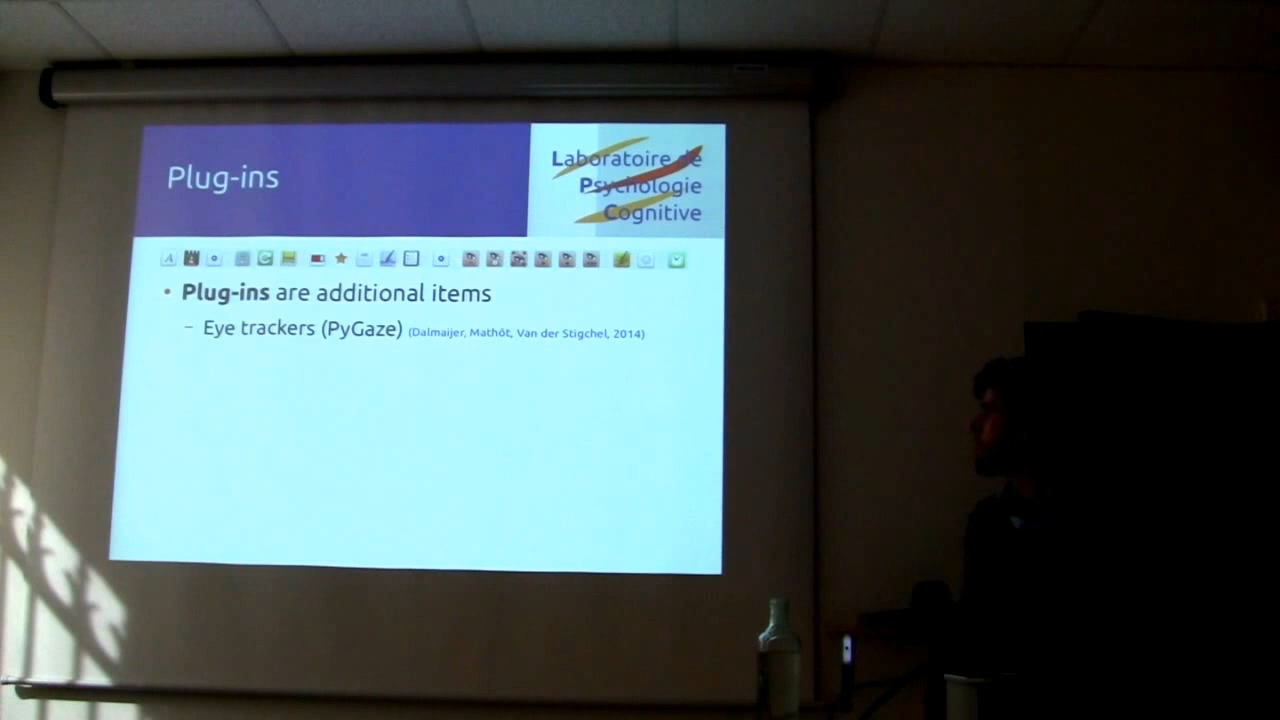 Plug-ins
Laboratoire de
Psychologie
Cognitive
• Plug-ins are additional items
– Eye trackers (PyGaze) (Dalmaijer, Mathôt, Van der Stigchel, 2014)